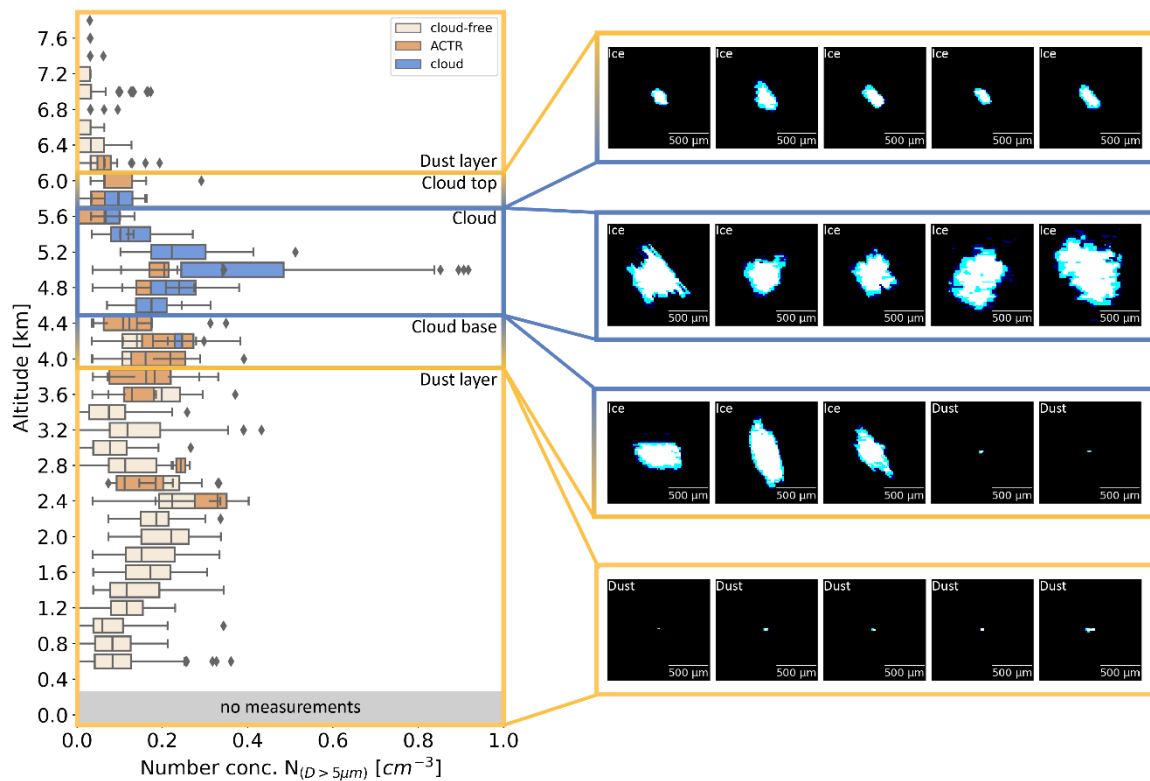 cloud-free
ACTR
cloud
Altitude [km]
7.6
7.2
6.8
6.4
6.0
5.6
5.2
4.8
4.4
4.0
3.6
3.2
2.8
2.4
2.0
1.6
1.2
0.8
0.4
0.0
Dust layer
Cloud top
Cloud
Cloud base
Dust layer
no measurements
0.0 0.2 0.4 0.6 0.8 1.0
Number conc. N(D > 5μm) [cm⁻³]
Ice Ice Ice Ice Ice
500 μm 500 μm 500 μm 500 μm 500 μm
Ice Ice Ice Ice Ice
500 μm 500 μm 500 μm 500 μm 500 μm
Ice Ice Ice Dust Dust
500 μm 500 μm 500 μm 500 μm 500 μm
Dust Dust Dust Dust Dust
500 μm 500 μm 500 μm 500 μm 500 μm